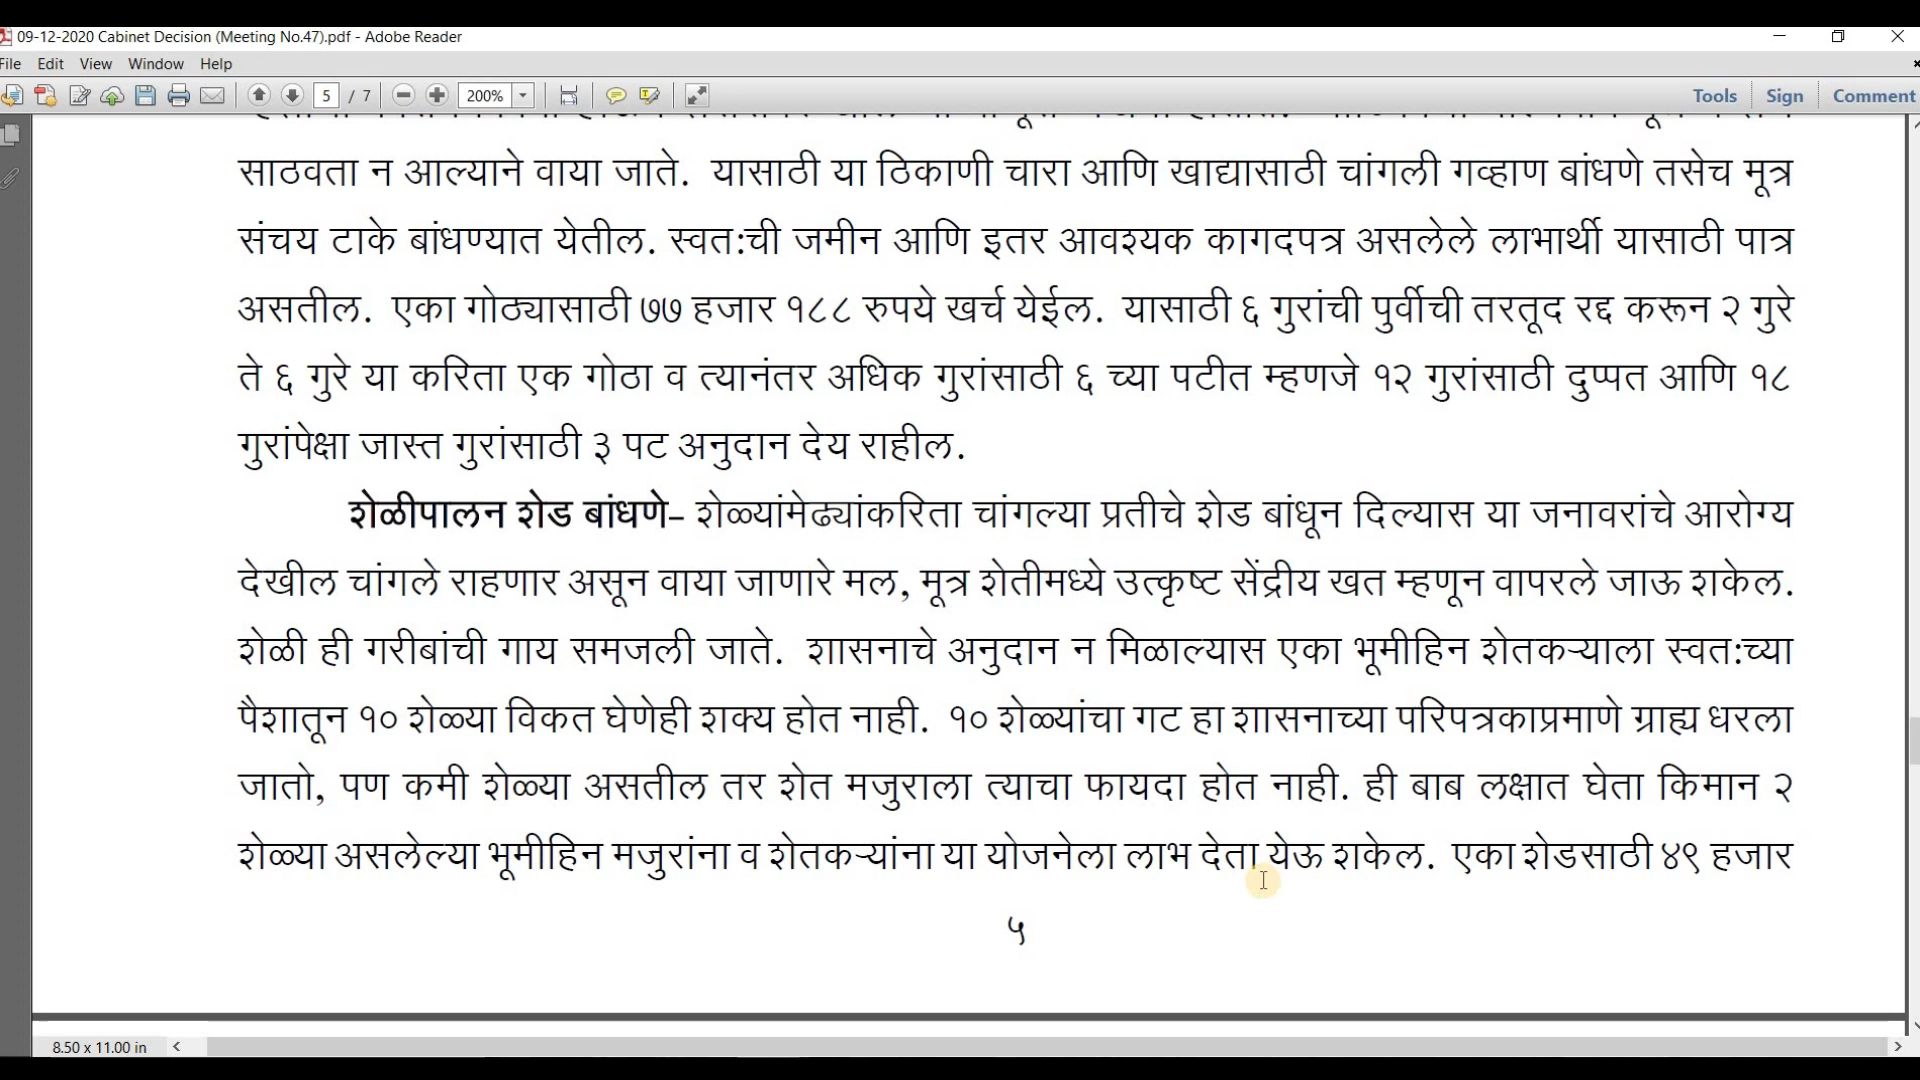 09-12-2020 Cabinet Decision (Meeting No.47).pdf - Adobe Reader
File Edit View Window Help
5 / 7 200% Tools Sign Comment
साठवता न आल्याने वाया जाते. यासाठी या ठिकाणी चारा आणि खाद्यासाठी चांगली गव्हाण बांधणे तसेच मूत्र
संचय टाके बांधण्यात येतील. स्वत:ची जमीन आणि इतर आवश्यक कागदपत्र असलेले लाभार्थी यासाठी पात्र
असतील. एका गोठ्यासाठी ७७ हजार १८८ रुपये खर्च येईल. यासाठी ६ गुरांची पुर्वीची तरतूद रद्द करून २ गुरे
ते ६ गुरे या करिता एक गोठा व त्यानंतर अधिक गुरांसाठी ६ च्या पटीत म्हणजे १२ गुरांसाठी दुप्पत आणि १८
गुरांपेक्षा जास्त गुरांसाठी ३ पट अनुदान देय राहील.
शेळीपालन शेड बांधणे– शेळ्यांमेढ्यांकरिता चांगल्या प्रतीचे शेड बांधून दिल्यास या जनावरांचे आरोग्य
देखील चांगले राहणार असून वाया जाणारे मल, मूत्र शेतीमध्ये उत्कृष्ट सेंद्रीय खत म्हणून वापरले जाऊ शकेल.
शेळी ही गरीबांची गाय समजली जाते. शासनाचे अनुदान न मिळाल्यास एका भूमीहिन शेतकऱ्याला स्वत:च्या
पैशातून १० शेळ्या विकत घेणेही शक्य होत नाही. १० शेळ्यांचा गट हा शासनाच्या परिपत्रकाप्रमाणे ग्राह्य धरला
जातो, पण कमी शेळ्या असतील तर शेत मजुराला त्याचा फायदा होत नाही. ही बाब लक्षात घेता किमान २
शेळ्या असलेल्या भूमीहिन मजुरांना व शेतकऱ्यांना या योजनेला लाभ देता येऊ शकेल. एका शेडसाठी ४९ हजार
५
8.50 x 11.00 in